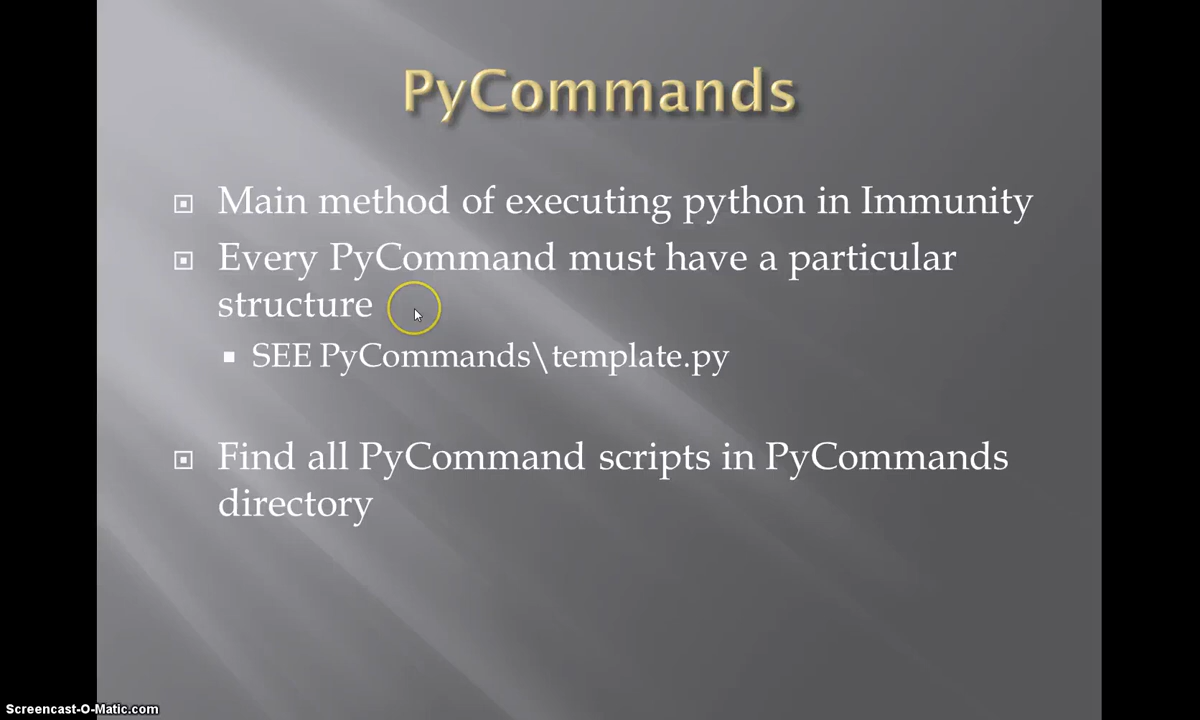 PyCommands
Main method of executing python in Immunity
Every PyCommand must have a particular
structure
SEE PyCommands\template.py
Find all PyCommand scripts in PyCommands
directory
Screencast-O-Matic.com